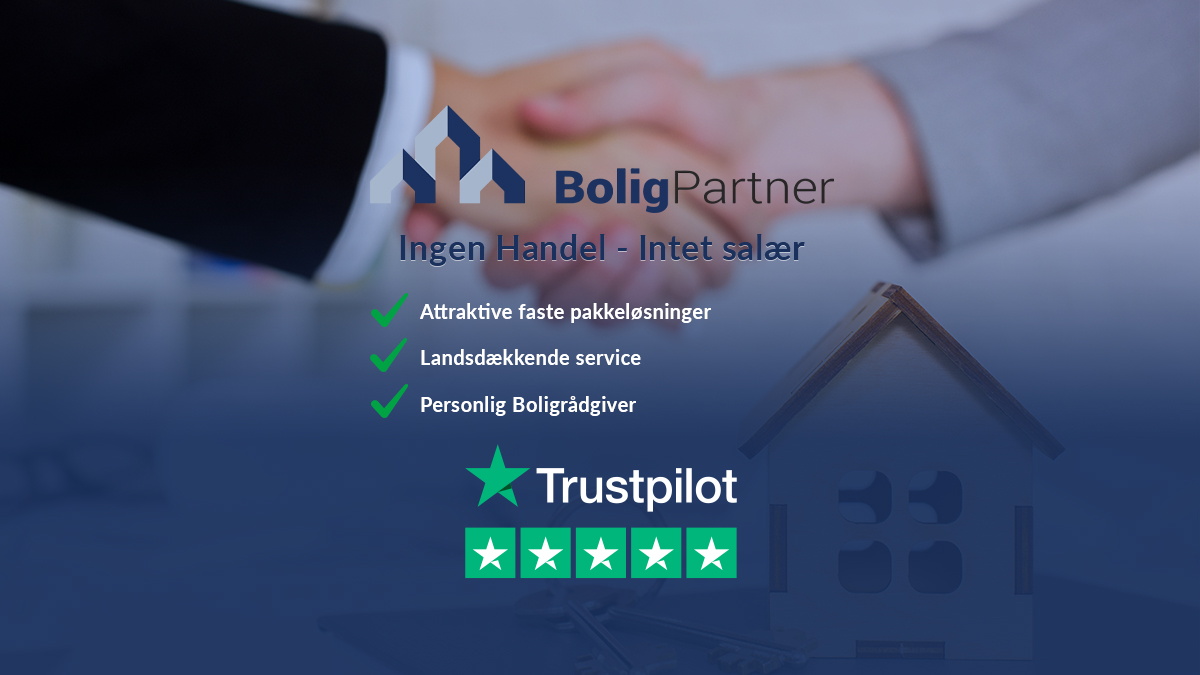 BoligPartner
Ingen Handel - Intet salær
Attraktive faste pakkeløsninger
Landsdækkende service
Personlig Boligrådgiver
Trustpilot